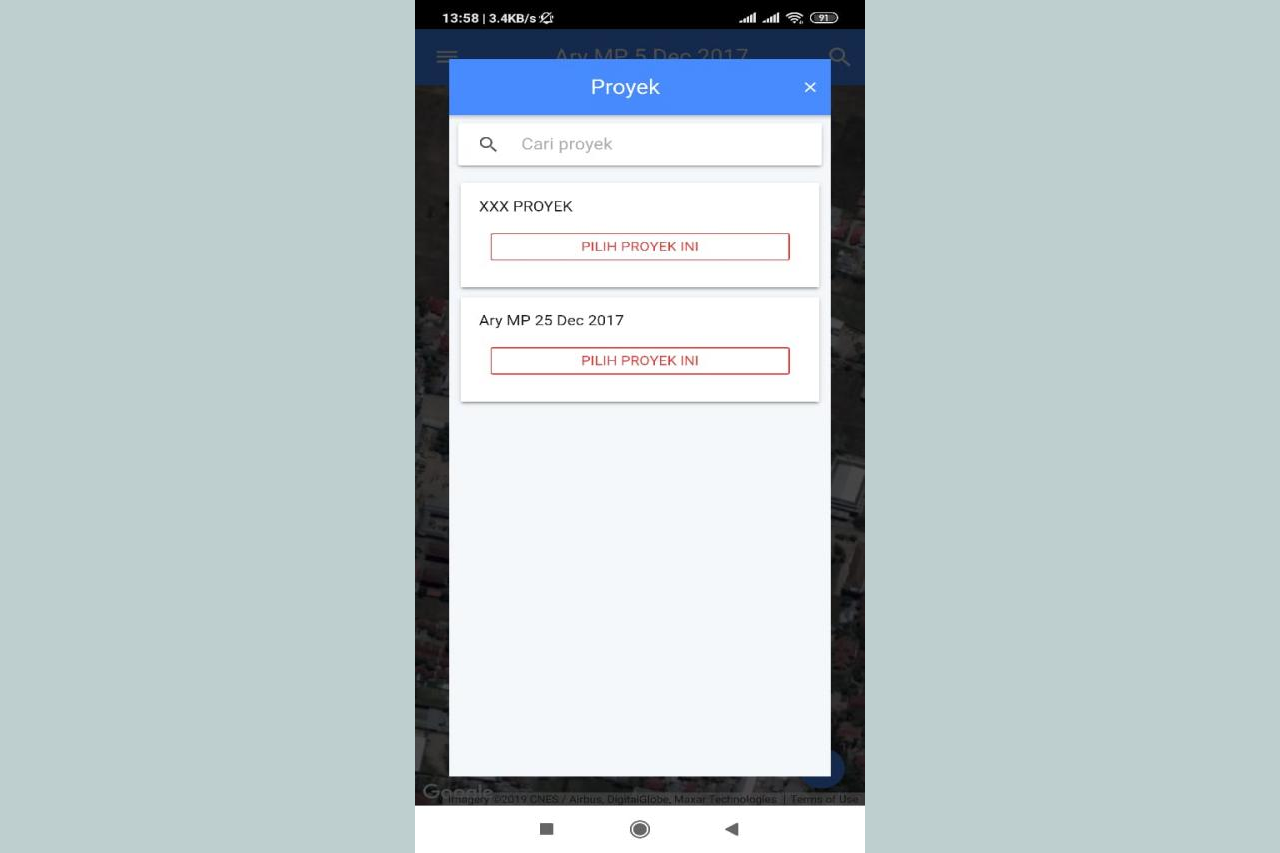 13:58 | 3.4KB/s
91
Ary MP 5 Dec 2017
Proyek
Cari proyek
XXX PROYEK
PILIH PROYEK INI
Ary MP 25 Dec 2017
PILIH PROYEK INI
Google
Imagery ©2019 CNES / Airbus, DigitalGlobe, Maxar Technologies | Terms of Use